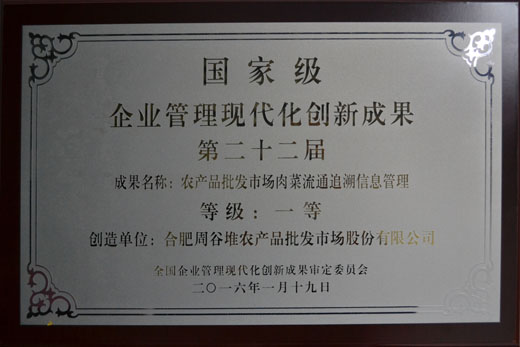 国家级
企业管理现代化创新成果
第二十二届
成果名称：农产品批发市场肉菜流通追溯信息管理
等级：一等
创造单位：合肥周谷堆农产品批发市场股份有限公司
全国企业管理现代化创新成果审定委员会
二〇一六年一月十九日